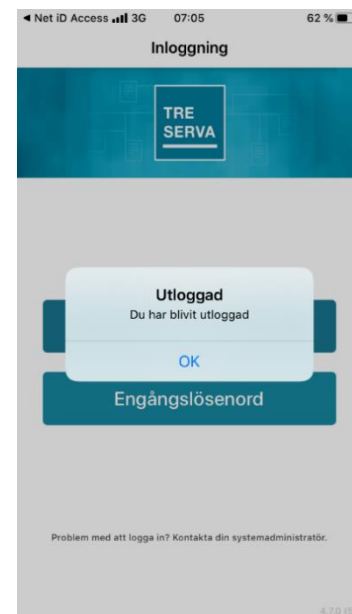 ◀ Net iD Access 3G 07:05 62 %
Inloggning
TRE
SERVA
Utloggad
Du har blivit utloggad
OK
Engångslösenord
Problem med att logga in? Kontakta din systemadministratör.